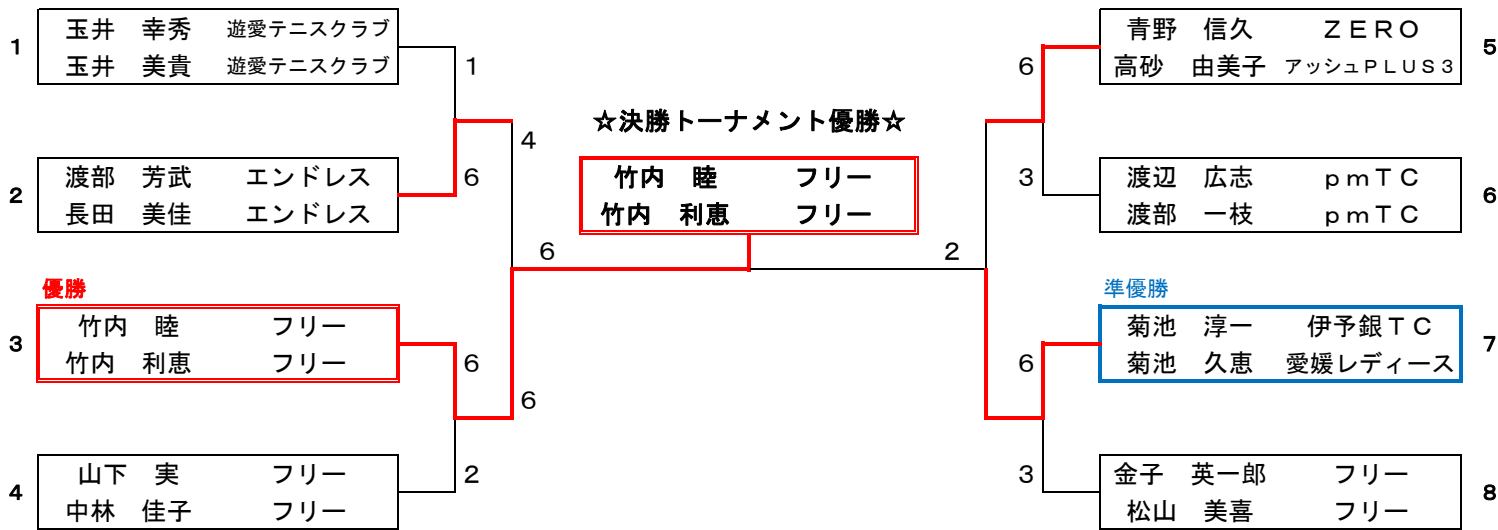 1
玉井　幸秀　遊愛テニスクラブ
玉井　美貴　遊愛テニスクラブ
1
4
6
2
渡部　芳武　エンドレス
長田　美佳　エンドレス
6
優勝
3
竹内　睦　フリー
竹内　利恵　フリー
6
6
4
山下　実　フリー
中林　佳子　フリー
2
☆決勝トーナメント優勝☆
竹内　睦　フリー
竹内　利恵　フリー
2
青野　信久　ＺＥＲＯ
高砂　由美子　アッシュＰＬＵＳ３
5
6
3
渡辺　広志　ｐｍＴＣ
渡部　一枝　ｐｍＴＣ
6
準優勝
菊池　淳一　伊予銀ＴＣ
菊池　久恵　愛媛レディース
7
6
3
金子　英一郎　フリー
松山　美喜　フリー
8